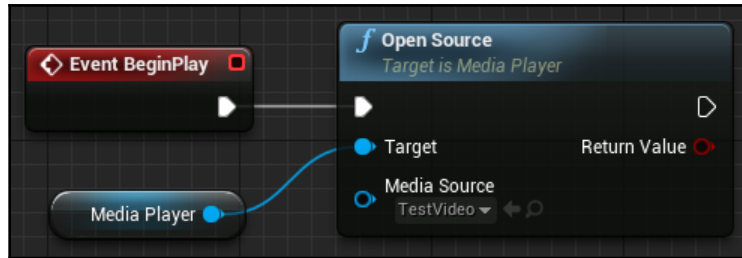 Event BeginPlay
f Open Source
Target is Media Player
Target
Return Value
Media Source
TestVideo
Media Player